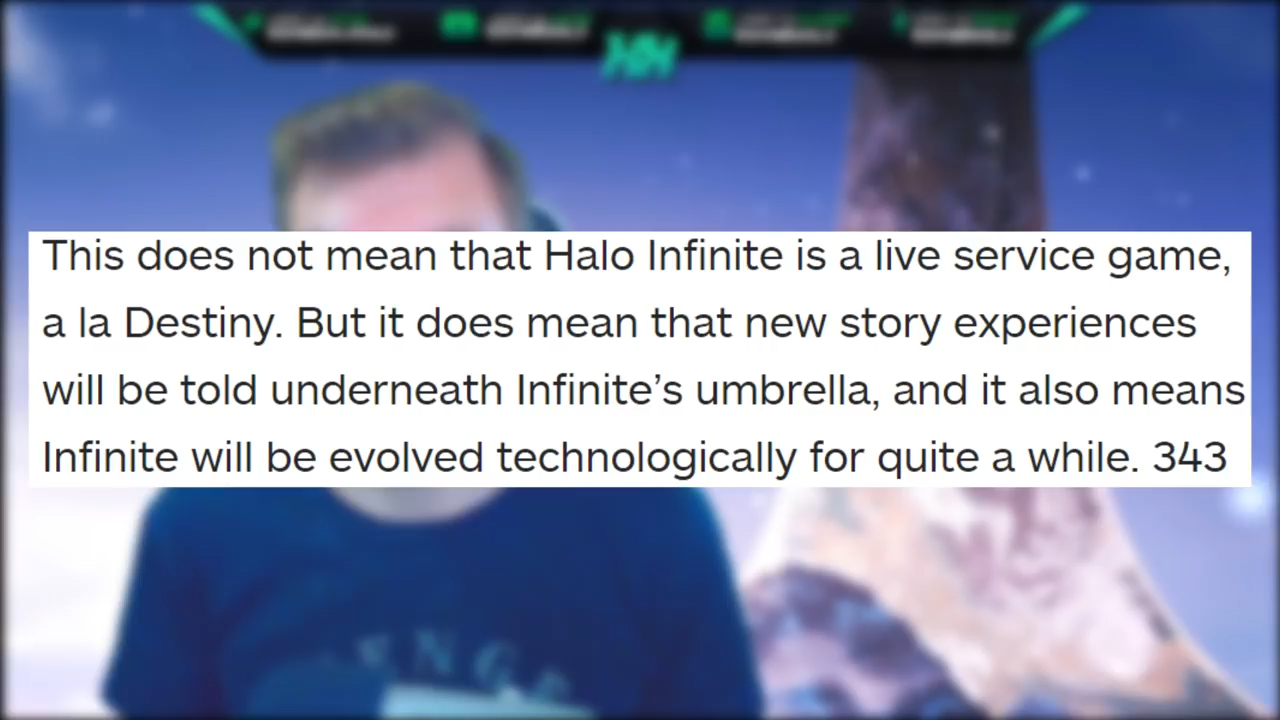 HH
This does not mean that Halo Infinite is a live service game,
a la Destiny. But it does mean that new story experiences
will be told underneath Infinite’s umbrella, and it also means
Infinite will be evolved technologically for quite a while. 343